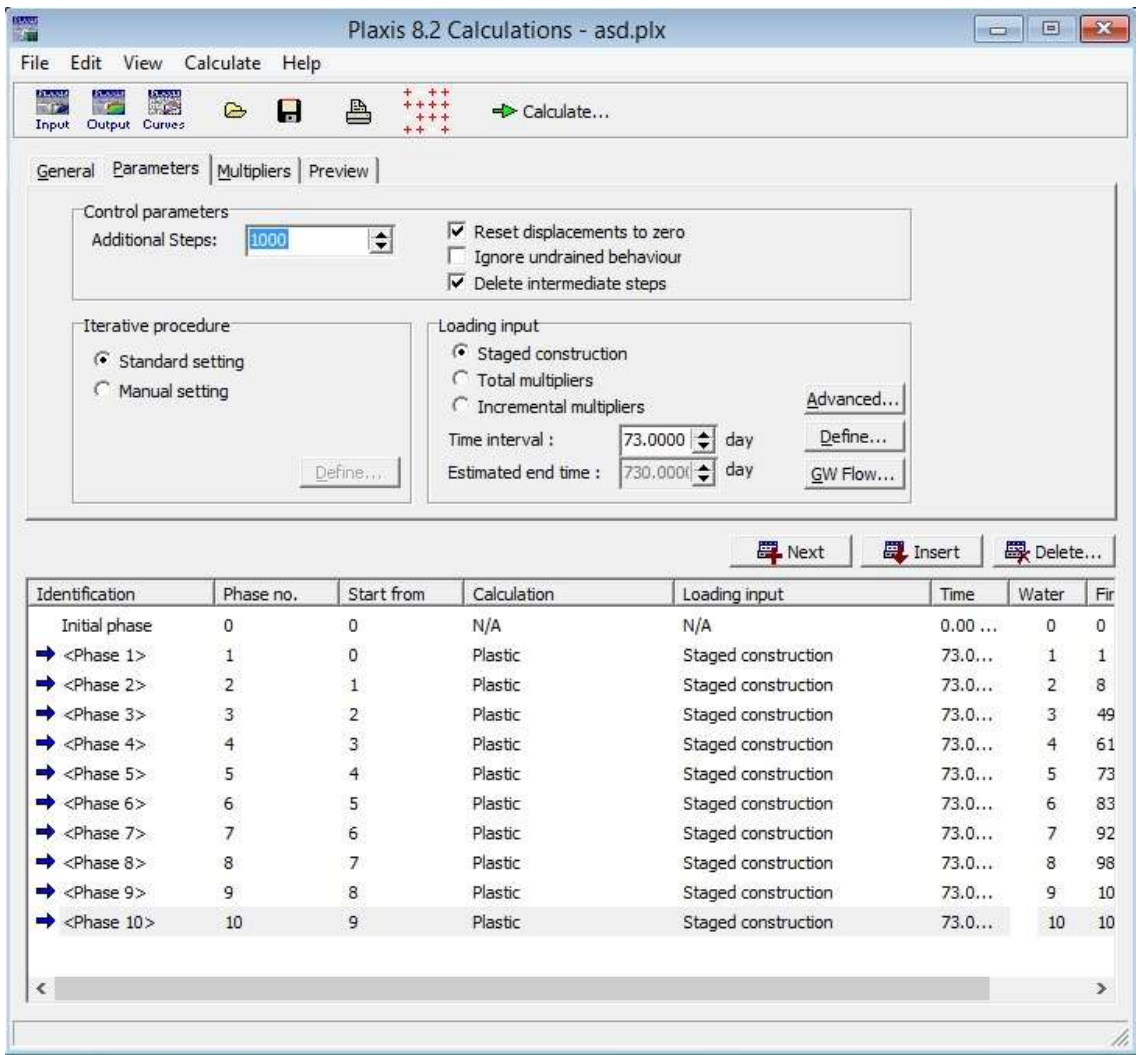 Plaxis 8.2 Calculations - asd.plx
File Edit View Calculate Help
Input Output Curves Calculate...
General Parameters Multipliers Preview
Control parameters
Additional Steps: 1000
Reset displacements to zero
Ignore undrained behaviour
Delete intermediate steps
Iterative procedure
Standard setting
Manual setting
Define...
Loading input
Staged construction
Total multipliers
Incremental multipliers
Advanced...
Time interval : 73.0000 day Define...
Estimated end time : 730.000( day GW Flow...
Next Insert Delete...
Identification Phase no. Start from Calculation Loading input Time Water Fir
Initial phase 0 0 N/A N/A 0.00 ... 0 0
<Phase 1> 1 0 Plastic Staged construction 73.0... 1 1
<Phase 2> 2 1 Plastic Staged construction 73.0... 2 8
<Phase 3> 3 2 Plastic Staged construction 73.0... 3 49
<Phase 4> 4 3 Plastic Staged construction 73.0... 4 61
<Phase 5> 5 4 Plastic Staged construction 73.0... 5 73
<Phase 6> 6 5 Plastic Staged construction 73.0... 6 83
<Phase 7> 7 6 Plastic Staged construction 73.0... 7 92
<Phase 8> 8 7 Plastic Staged construction 73.0... 8 98
<Phase 9> 9 8 Plastic Staged construction 73.0... 9 10
<Phase 10> 10 9 Plastic Staged construction 73.0... 10 10